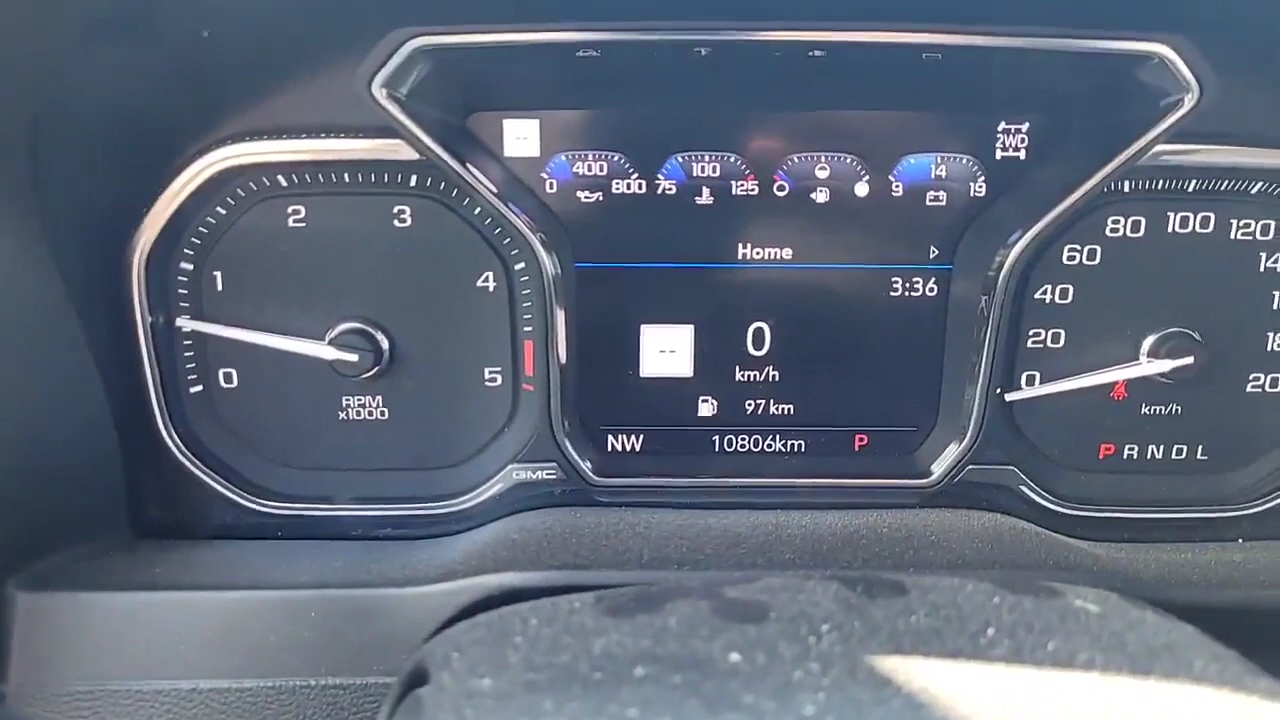 --
2WD
400
0 800
100
75 125
14
9 19
Home
3:36
--
0
km/h
97 km
NW 10806km P
0 1 2 3 4 5
RPM
x1000
GMC
0 20 40 60 80 100 120
20
km/h
P R N D L